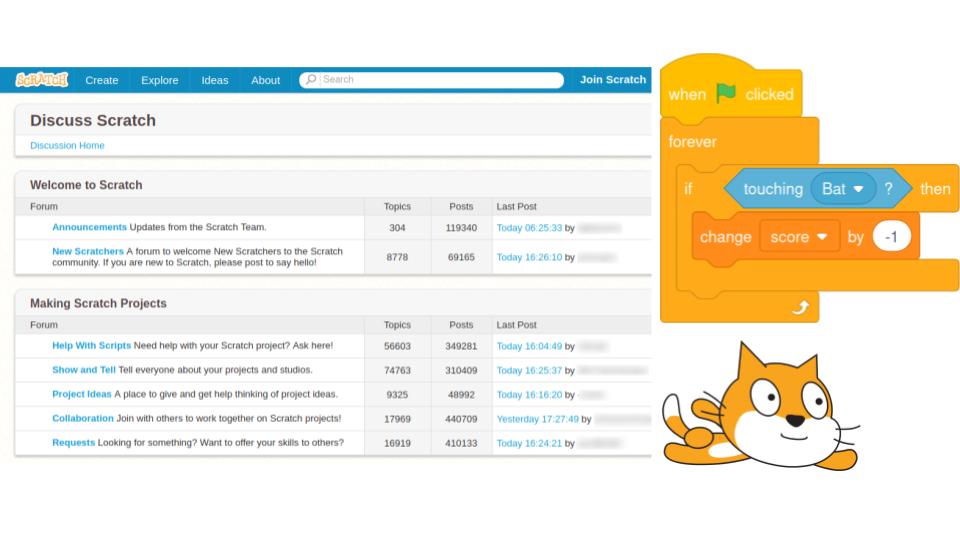 SCRATCH Create Explore Ideas About Search Join Scratch
Discuss Scratch
Discussion Home
Welcome to Scratch
Forum Topics Posts Last Post
Announcements Updates from the Scratch Team. 304 119340 Today 06:25:33 by
New Scratchers A forum to welcome New Scratchers to the Scratch
community. If you are new to Scratch, please post to say hello! 8778 69165 Today 16:26:10 by
Making Scratch Projects
Forum Topics Posts Last Post
Help With Scripts Need help with your Scratch project? Ask here! 56603 349281 Today 16:04:49 by
Show and Tell Tell everyone about your projects and studios. 74763 310409 Today 16:25:37 by
Project Ideas A place to give and get help thinking of project ideas. 9325 48992 Today 16:16:20 by
Collaboration Join with others to work together on Scratch projects! 17969 440709 Yesterday 17:27:49 by
Requests Looking for something? Want to offer your skills to others? 16919 410133 Today 16:24:21 by
when clicked
forever
if touching Bat ? then
change score by -1